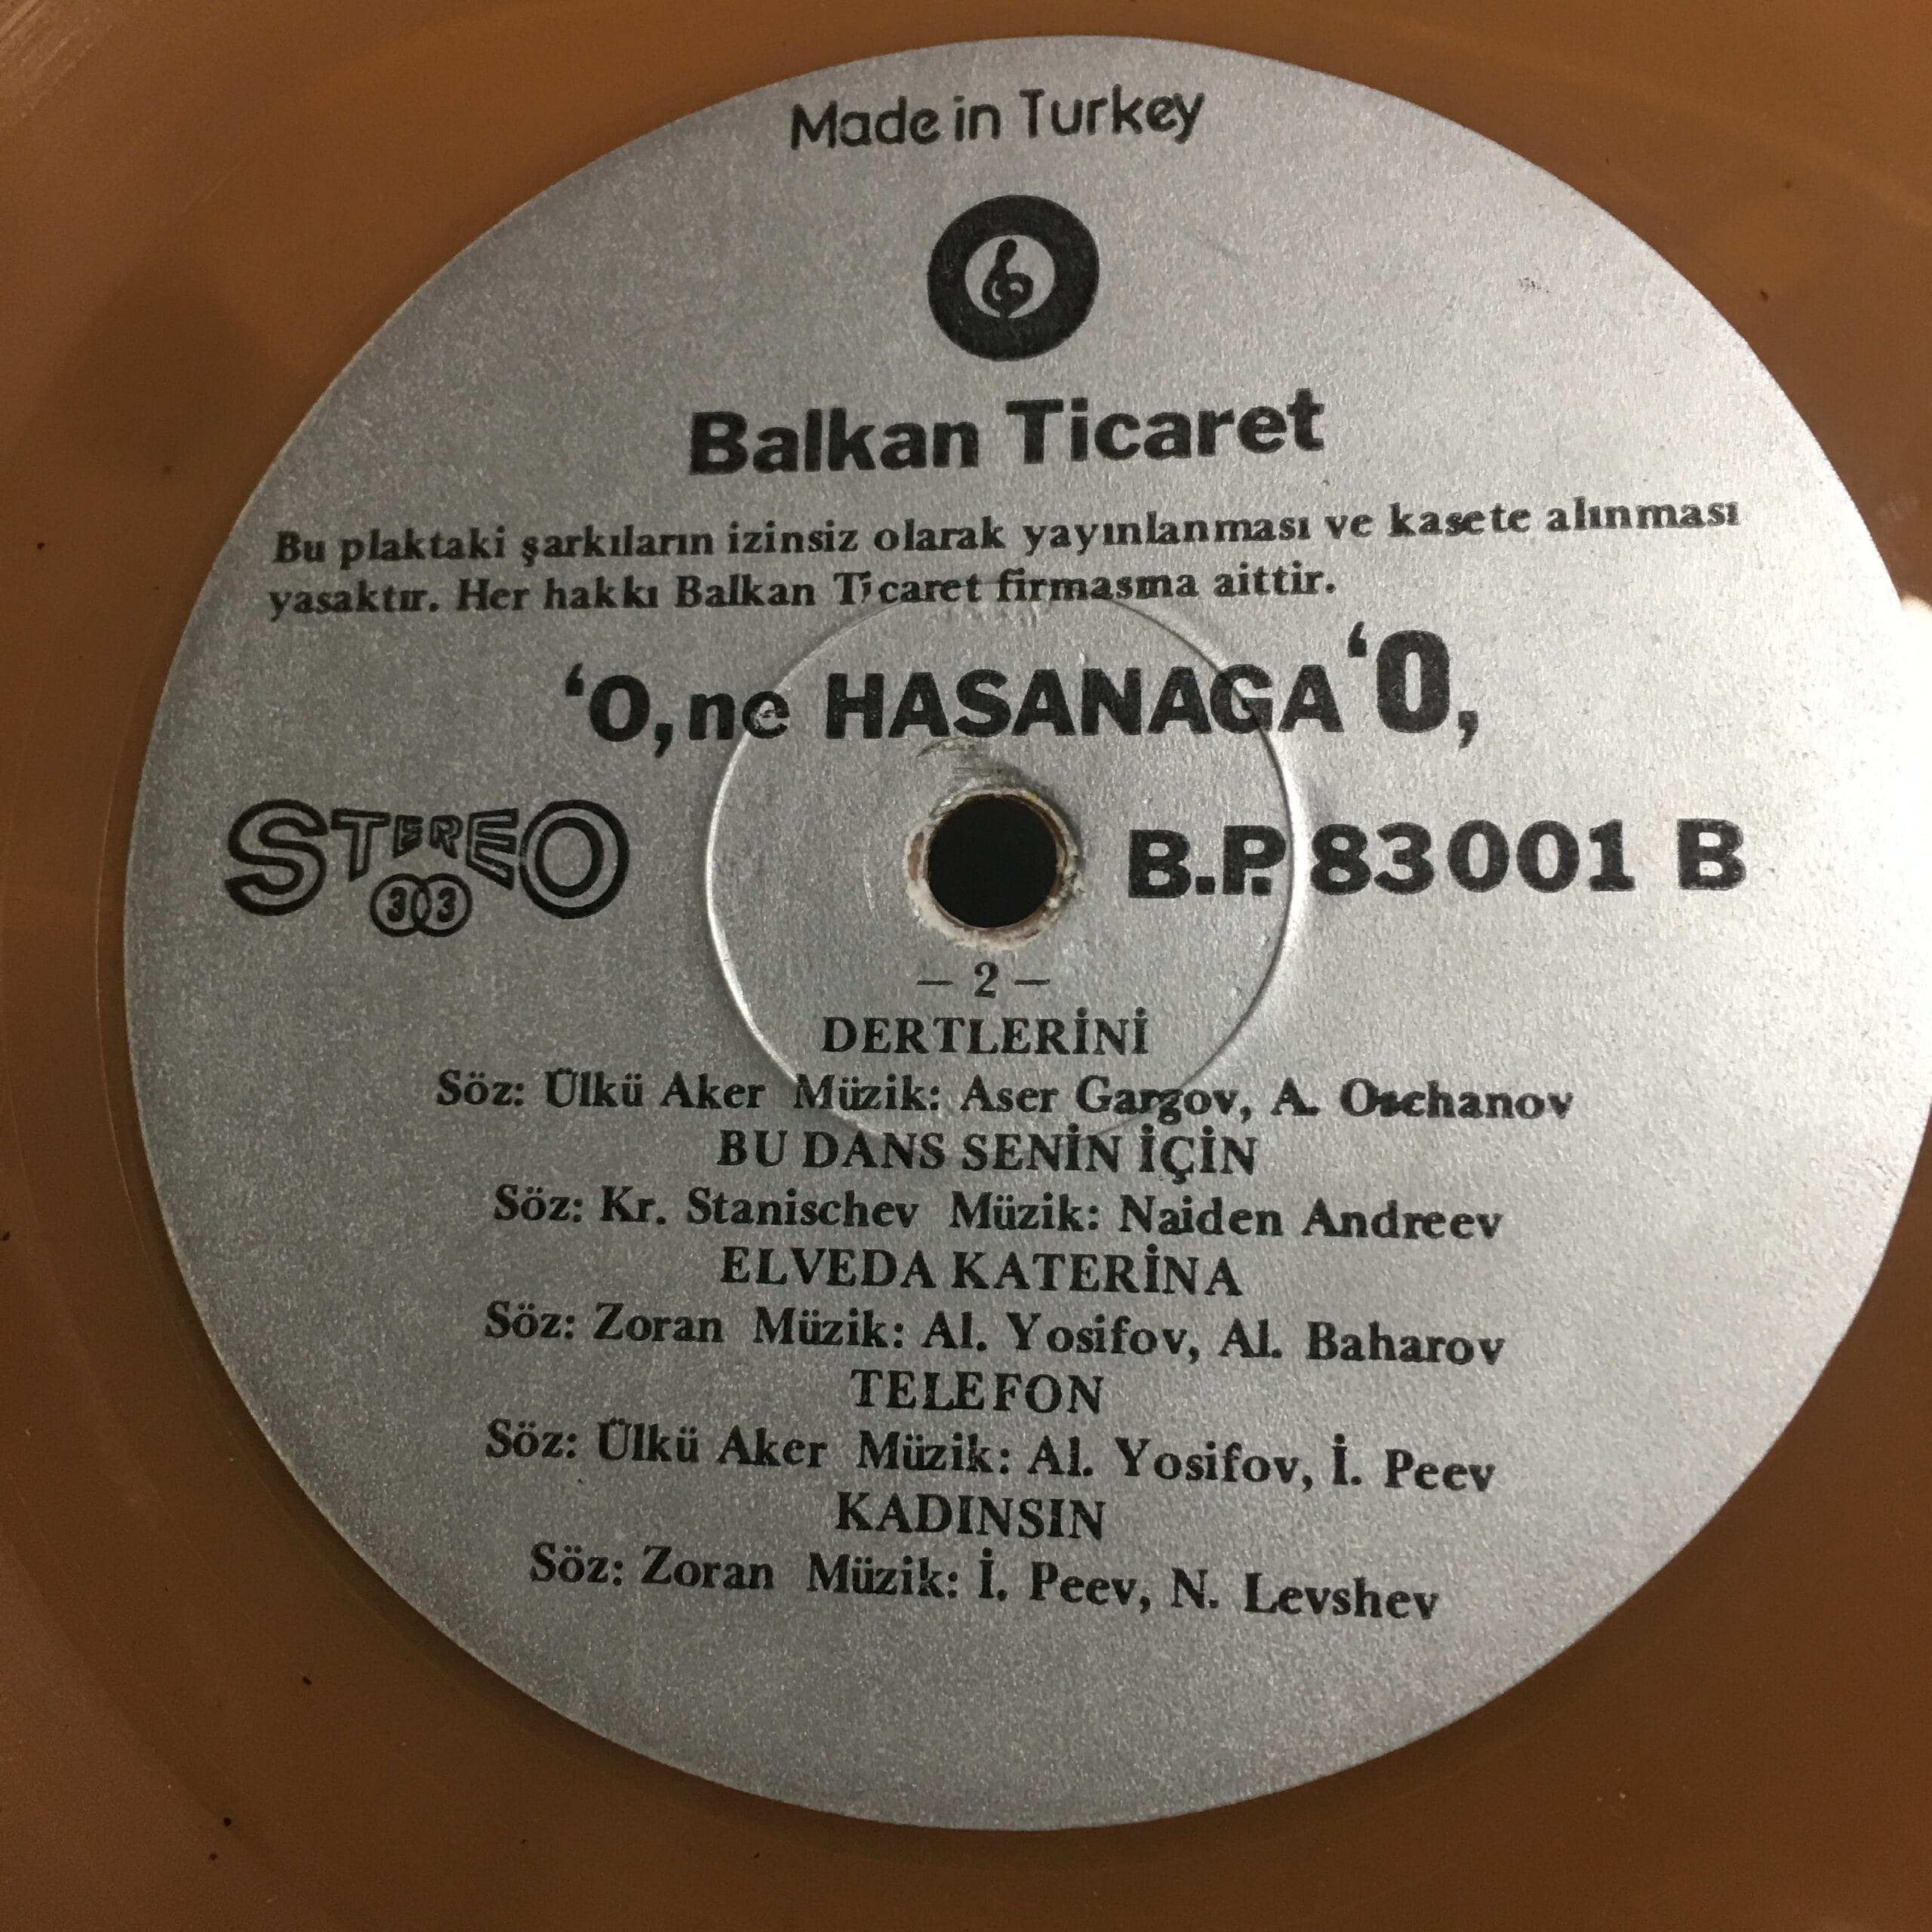 Made in Turkey
Balkan Ticaret
Bu plaktaki şarkıların izinsiz olarak yayınlanması ve kasete alınması
yasaktır. Her hakkı Balkan Ticaret firmasma aittir.
‘O, ne HASANAGA ‘O,
STEREO
33
B.P. 83001 B
— 2 —
DERTLERİNİ
Söz: Ülkü Aker Müzik: Aser Gargov, A. Oschanov
BU DANS SENİN İÇİN
Söz: Kr. Stanischev Müzik: Naiden Andreev
ELVEDA KATERİNA
Söz: Zoran Müzik: Al. Yosifov, Al. Baharov
TELEFON
Söz: Ülkü Aker Müzik: Al. Yosifov, İ. Peev
KADINSIN
Söz: Zoran Müzik: İ. Peev, N. Levshev